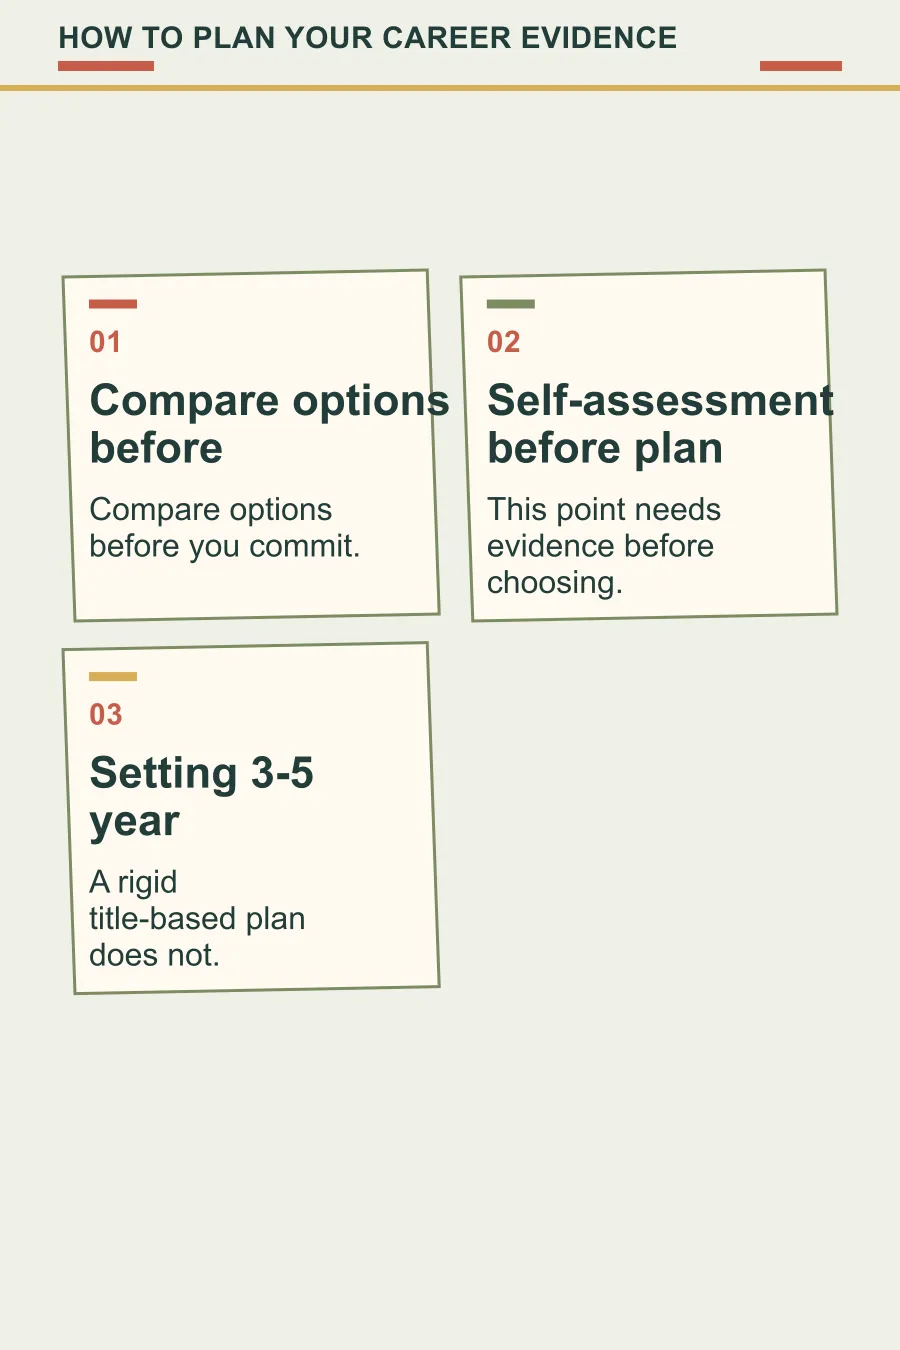 HOW TO PLAN YOUR CAREER EVIDENCE
01
Compare options
before
Compare options
before you commit.
02
Self-assessment
before plan
This point needs
evidence before
choosing.
03
Setting 3-5
year
A rigid
title-based plan
does not.